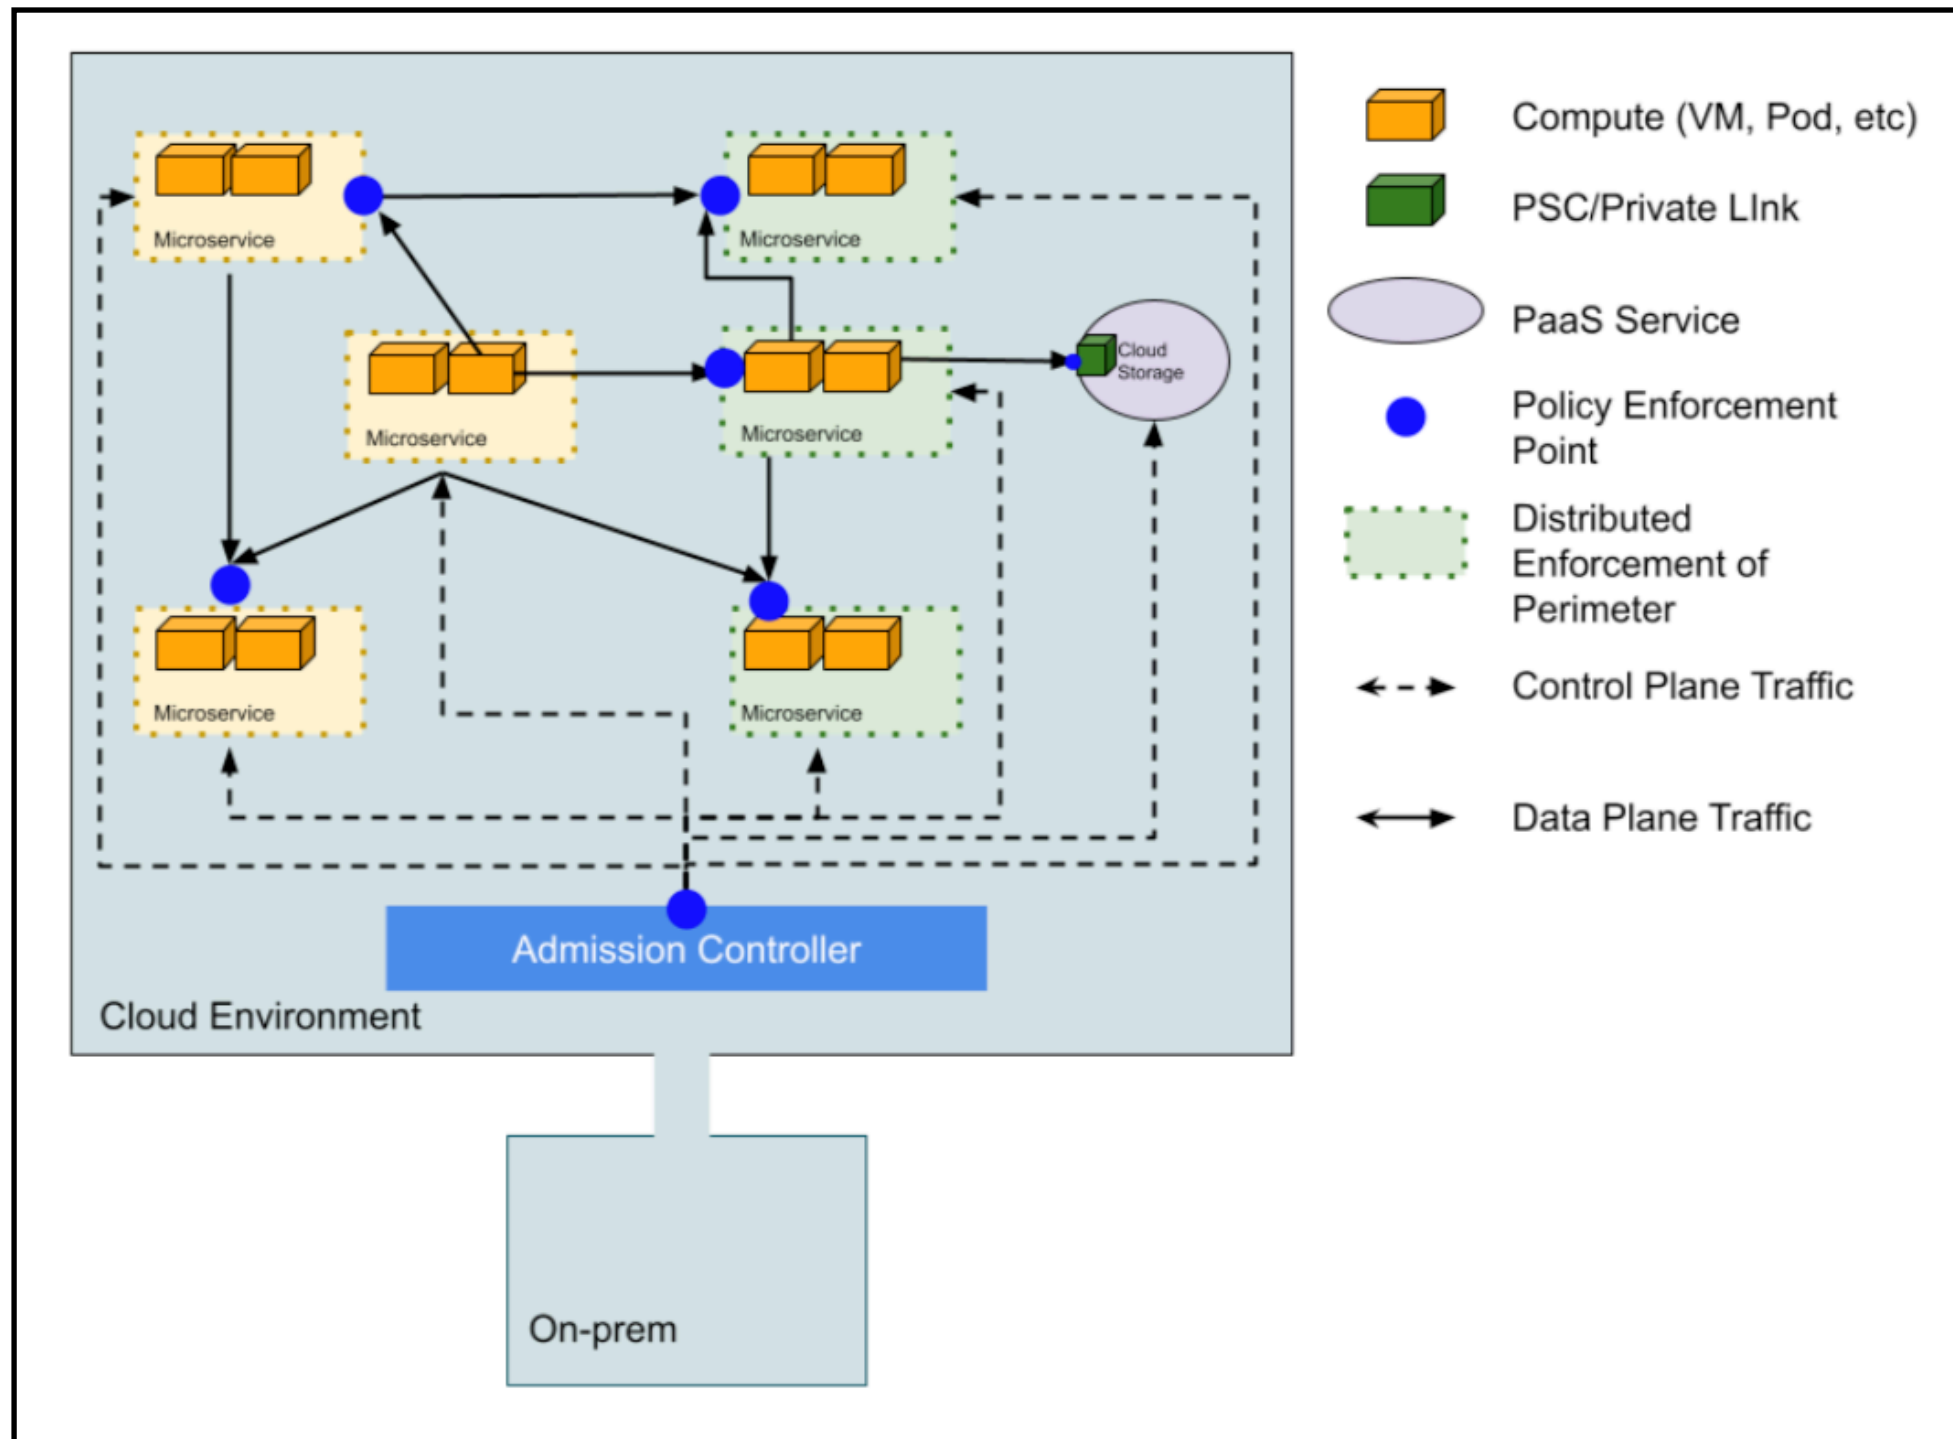 Microservice
Microservice
Cloud
Storage
Microservice
Microservice
Microservice
Microservice
Admission Controller
Cloud Environment
On-prem
Compute (VM, Pod, etc)
PSC/Private LInk
PaaS Service
Policy Enforcement
Point
Distributed
Enforcement of
Perimeter
Control Plane Traffic
Data Plane Traffic